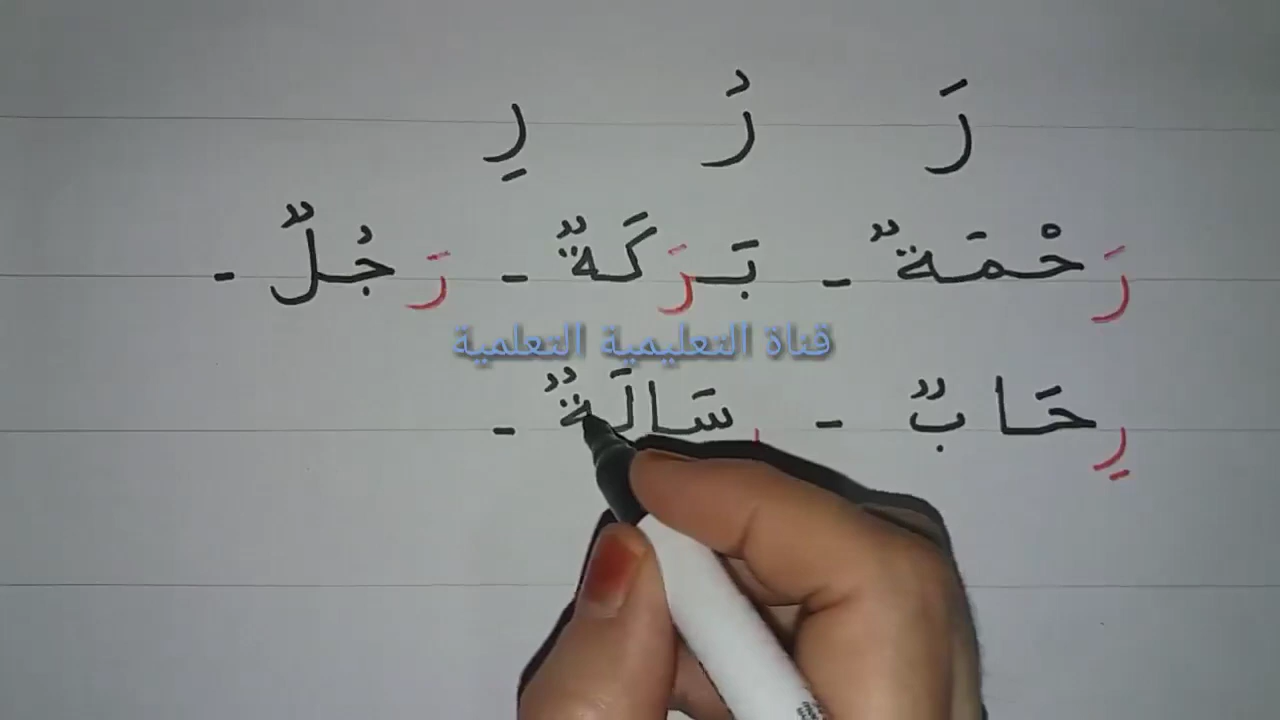 رَ رُ رِ
رَحْمَةٌ - بَرَكَةٌ - رَجُلٌ -
قناة التعليمية التعلمية
رِحَابٌ - رِسَالَةٌ -